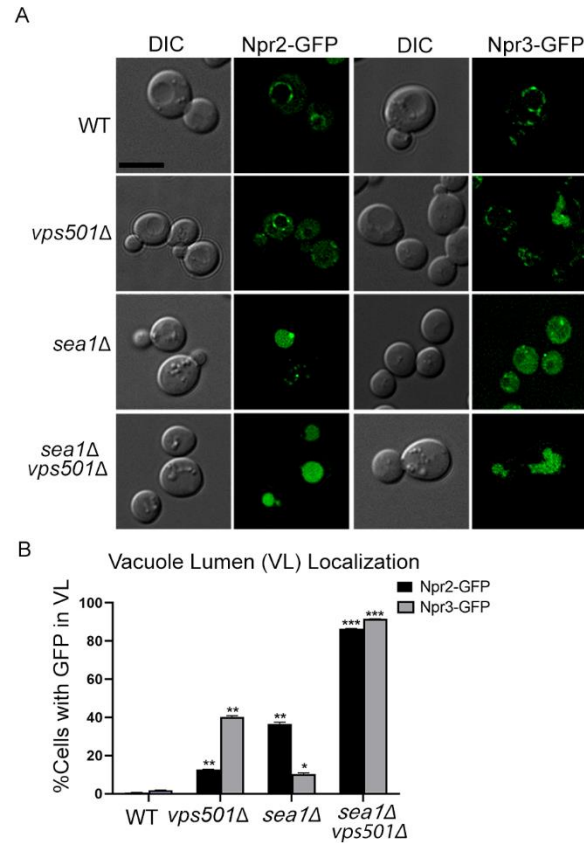 A
DIC Npr2-GFP DIC Npr3-GFP
WT
vps501Δ
sea1Δ
sea1Δ
vps501Δ
B
Vacuole Lumen (VL) Localization
Npr2-GFP
Npr3-GFP
%Cells with GFP in VL
100
80
60
40
20
0
** ** ** * *** ***
WT vps501Δ sea1Δ sea1Δ
vps501Δ